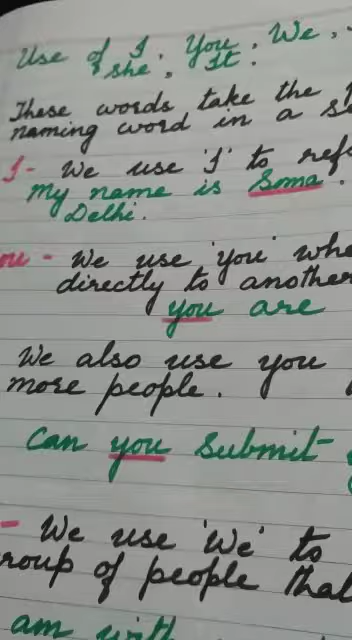 Use of I, You, We,
she, It.
These words take the
naming word in a
I - We use 'I' to
My name is Soma.
Delhi.
- We use 'you'
directly to another
you are
We also use you
more people.
Can you submit
- We use 'We' to
of people
am with